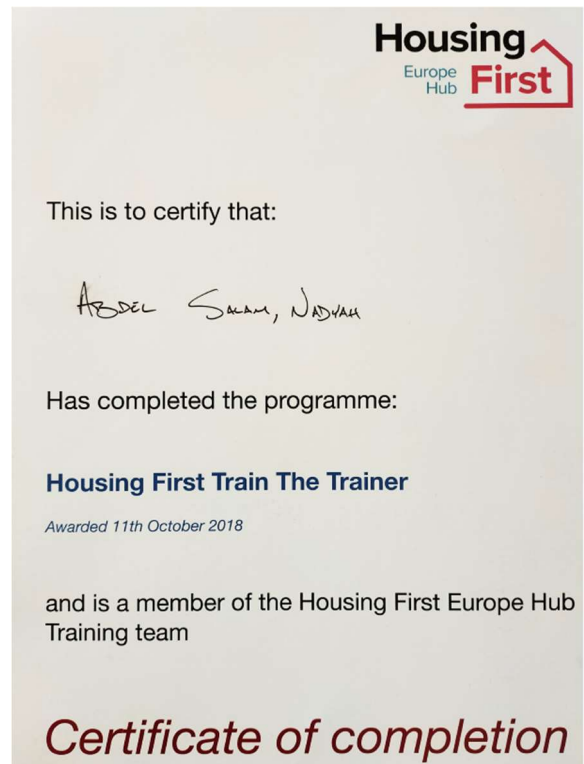 Housing
Europe
Hub
First
This is to certify that:
ABDEL SALAM, NADYAH
Has completed the programme:
Housing First Train The Trainer
Awarded 11th October 2018
and is a member of the Housing First Europe Hub
Training team
Certificate of completion